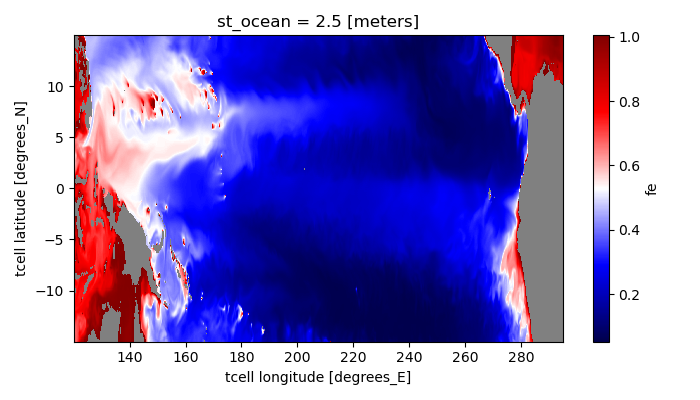 st_ocean = 2.5 [meters]
10
5
0
−5
−10
tcell latitude [degrees_N]
140 160 180 200 220 240 260 280
tcell longitude [degrees_E]
1.0
0.8
0.6
0.4
0.2
fe